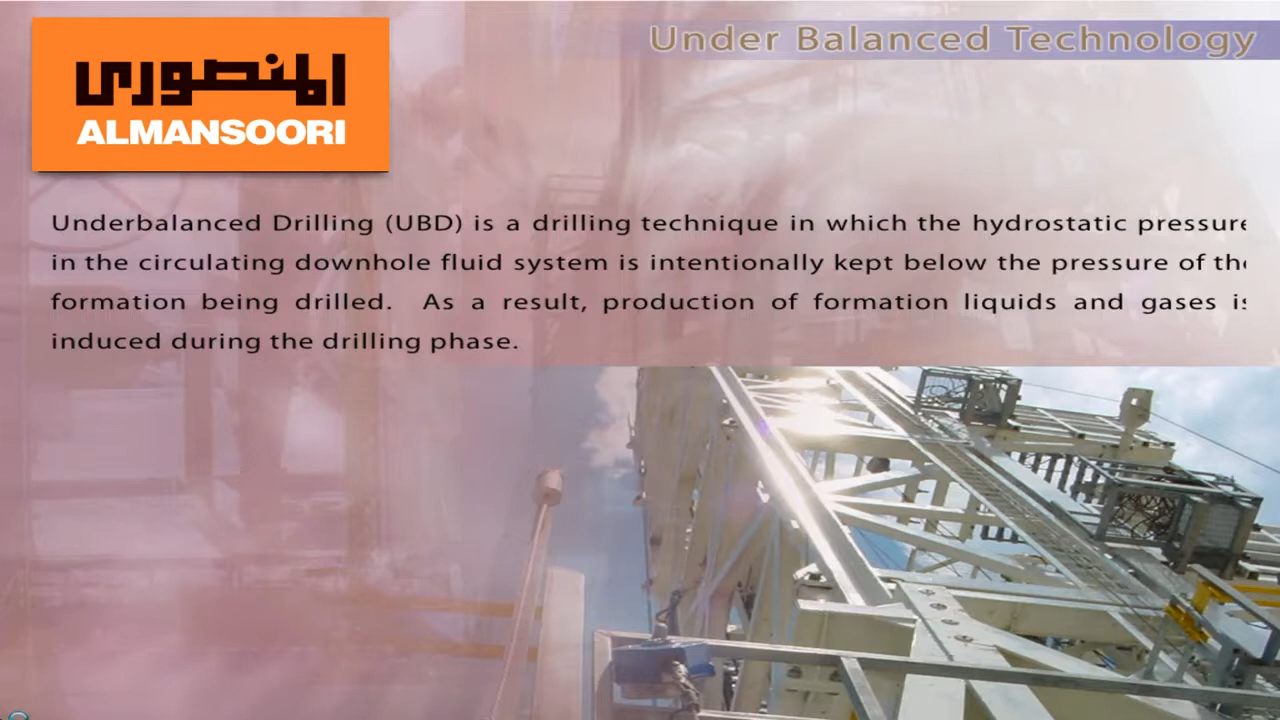 Under Balanced Technology
المنصوري
ALMANSOORI
Underbalanced Drilling (UBD) is a drilling technique in which the hydrostatic pressure
in the circulating downhole fluid system is intentionally kept below the pressure of the
formation being drilled. As a result, production of formation liquids and gases is
induced during the drilling phase.